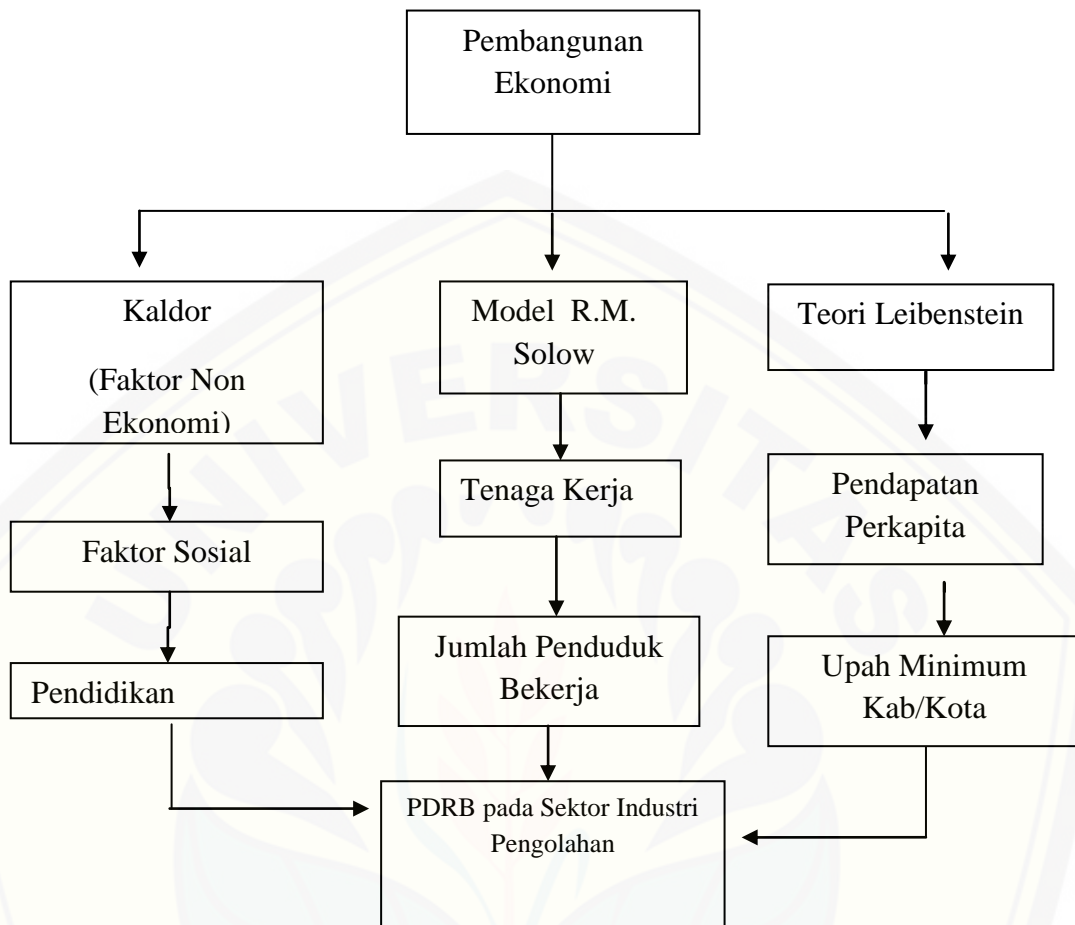 Pembangunan
Ekonomi
Kaldor
(Faktor Non
Ekonomi)
Model R.M.
Solow
Teori Leibenstein
Tenaga Kerja
Pendapatan
Perkapita
Faktor Sosial
Jumlah Penduduk
Bekerja
Upah Minimum
Kab/Kota
Pendidikan
PDRB pada Sektor Industri
Pengolahan
UNIVERSITAS